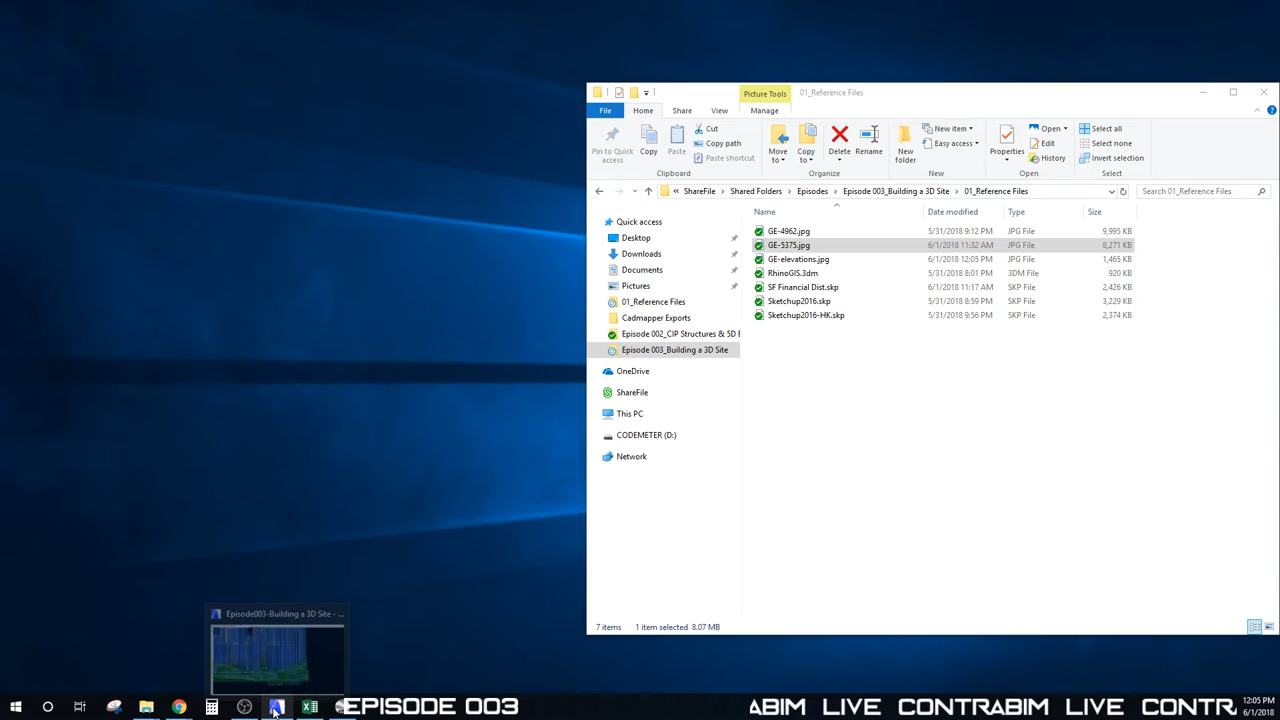 Picture Tools 01_Reference Files
File Home Share View Manage
Pin to Quick access
Copy
Paste
Cut
Copy path
Paste shortcut
Clipboard
Move to
Copy to
Delete
Rename
Organize
New folder
New item
Easy access
New
Properties
Open
Edit
History
Open
Select all
Select none
Invert selection
Select
« ShareFile › Shared Folders › Episodes › Episode 003_Building a 3D Site › 01_Reference Files
Search 01_Reference Files
Quick access
Desktop
Downloads
Documents
Pictures
01_Reference Files
Cadmapper Exports
Episode 002_CIP Structures & 5D E
Episode 003_Building a 3D Site
OneDrive
ShareFile
This PC
CODEMETER (D:)
Network
Name Date modified Type Size
GE-4962.jpg 5/31/2018 9:12 PM JPG File 9,995 KB
GE-5375.jpg 6/1/2018 11:32 AM JPG File 8,271 KB
GE-elevations.jpg 6/1/2018 12:05 PM JPG File 1,465 KB
RhinoGIS.3dm 5/31/2018 8:01 PM 3DM File 920 KB
SF Financial Dist.skp 6/1/2018 11:17 AM SKP File 2,426 KB
Sketchup2016.skp 5/31/2018 8:59 PM SKP File 3,229 KB
Sketchup2016-HK.skp 5/31/2018 9:56 PM SKP File 2,374 KB
7 items 1 item selected 8.07 MB
Episode003-Building a 3D Site - ...
EPISODE 003
ABIM LIVE CONTRABIM LIVE CONTRA
12:05 PM
6/1/2018